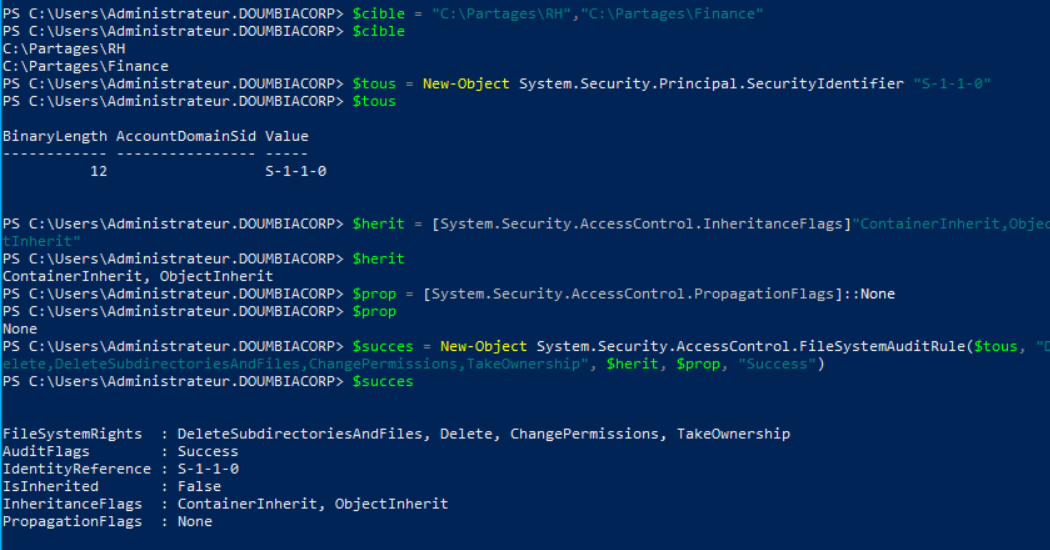 PS C:\Users\Administrateur.DOUMBIACORP> $cible = "C:\Partages\RH","C:\Partages\Finance"
PS C:\Users\Administrateur.DOUMBIACORP> $cible
C:\Partages\RH
C:\Partages\Finance
PS C:\Users\Administrateur.DOUMBIACORP> $tous = New-Object System.Security.Principal.SecurityIdentifier "S-1-1-0"
PS C:\Users\Administrateur.DOUMBIACORP> $tous
BinaryLength AccountDomainSid Value
------------ ---------------- -----
12 S-1-1-0
PS C:\Users\Administrateur.DOUMBIACORP> $herit = [System.Security.AccessControl.InheritanceFlags]"ContainerInherit,Objec
tInherit"
PS C:\Users\Administrateur.DOUMBIACORP> $herit
ContainerInherit, ObjectInherit
PS C:\Users\Administrateur.DOUMBIACORP> $prop = [System.Security.AccessControl.PropagationFlags]::None
PS C:\Users\Administrateur.DOUMBIACORP> $prop
None
PS C:\Users\Administrateur.DOUMBIACORP> $succes = New-Object System.Security.AccessControl.FileSystemAuditRule($tous, "D
elete,DeleteSubdirectoriesAndFiles,ChangePermissions,TakeOwnership", $herit, $prop, "Success")
PS C:\Users\Administrateur.DOUMBIACORP> $succes
FileSystemRights : DeleteSubdirectoriesAndFiles, Delete, ChangePermissions, TakeOwnership
AuditFlags : Success
IdentityReference : S-1-1-0
IsInherited : False
InheritanceFlags : ContainerInherit, ObjectInherit
PropagationFlags : None